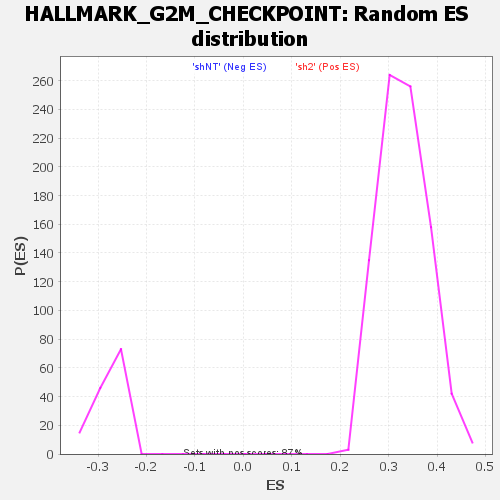 HALLMARK_G2M_CHECKPOINT: Random ES
distribution
'shNT' (Neg ES) 'sh2' (Pos ES)
260
240
220
200
180
160
140
120
100
80
60
40
20
0
P(ES)
Sets with pos scores: 87%
-0.3 -0.2 -0.1 0.0 0.1 0.2 0.3 0.4 0.5
ES